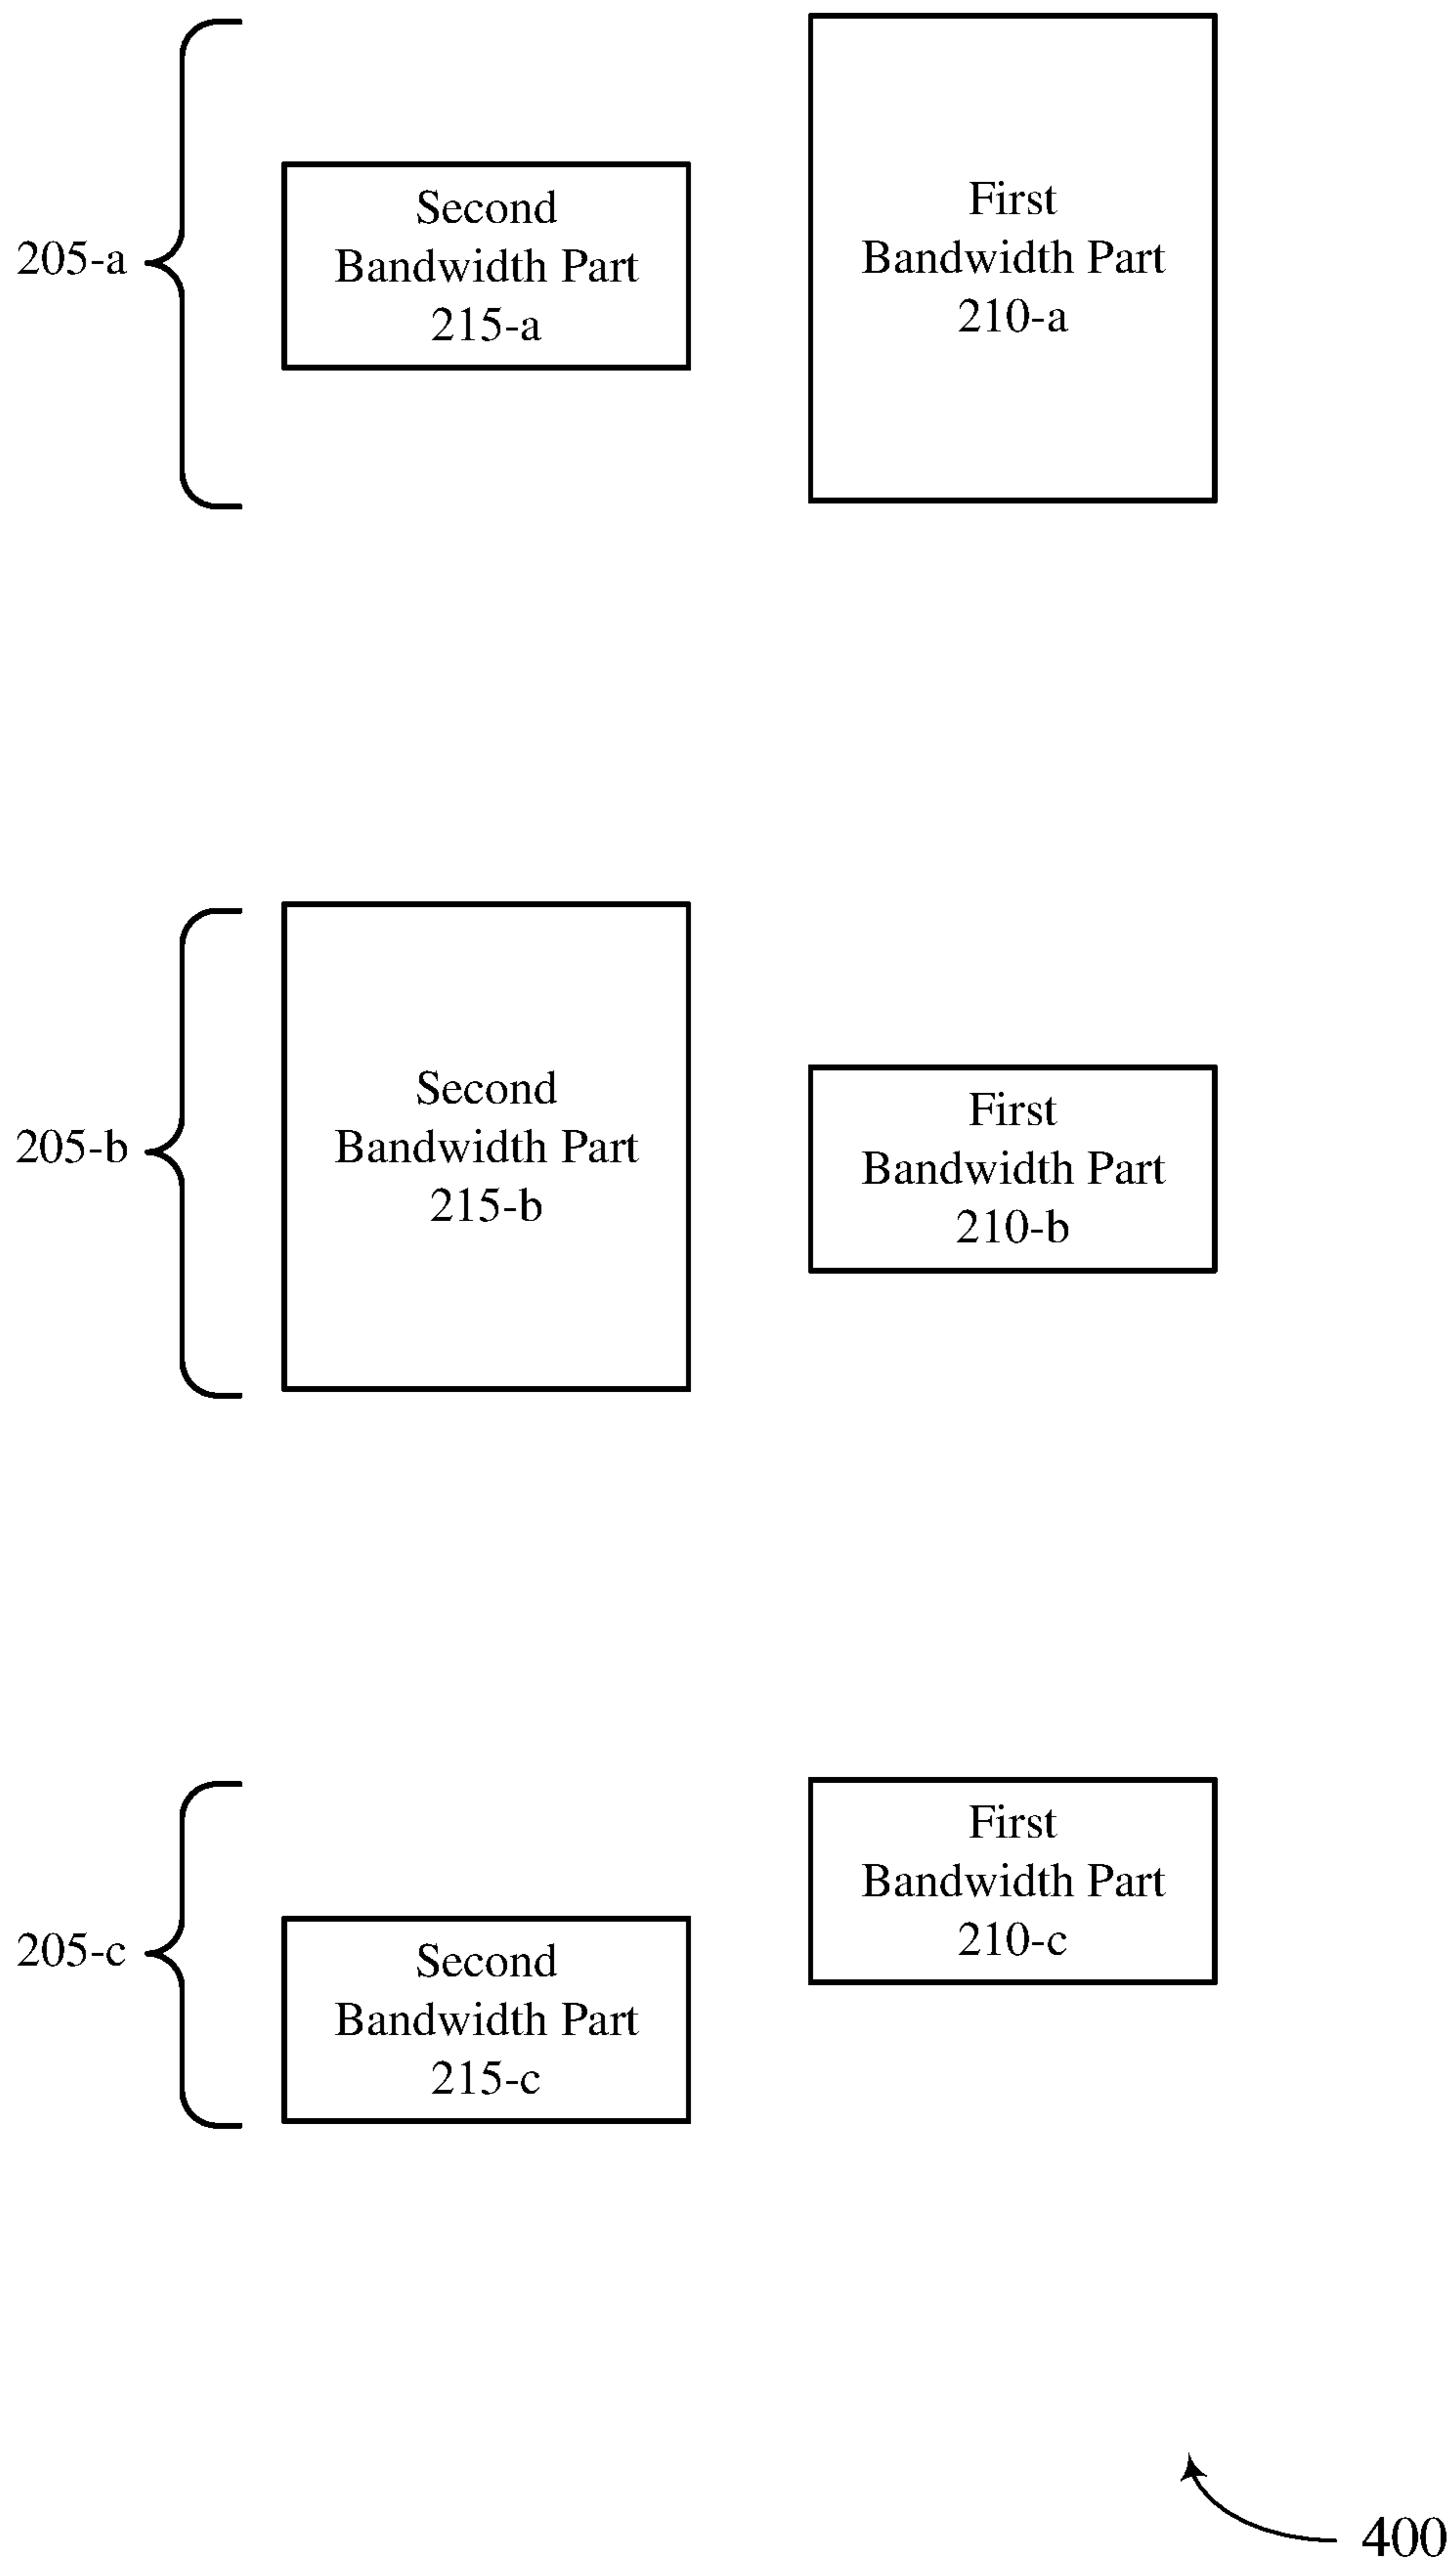 205-a
Second
Bandwidth Part
215-a
First
Bandwidth Part
210-a
205-b
Second
Bandwidth Part
215-b
First
Bandwidth Part
210-b
205-c
Second
Bandwidth Part
215-c
First
Bandwidth Part
210-c
400